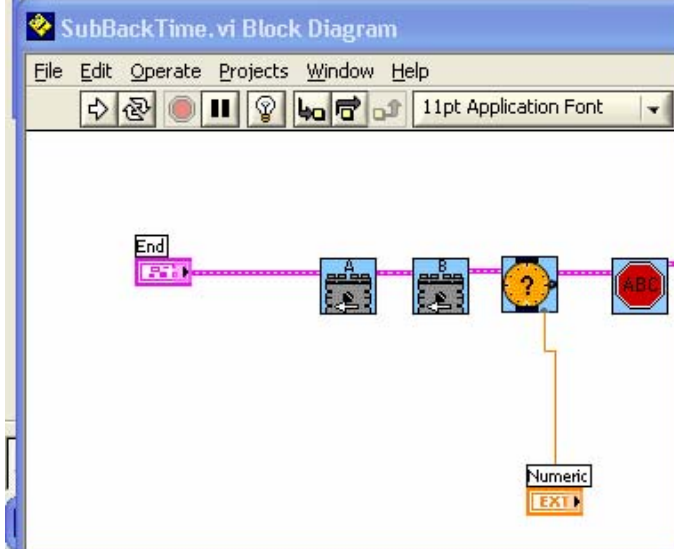 SubBackTime.vi Block Diagram
File Edit Operate Projects Window Help
11pt Application Font
End
A
B
?
ABC
Numeric
EXT